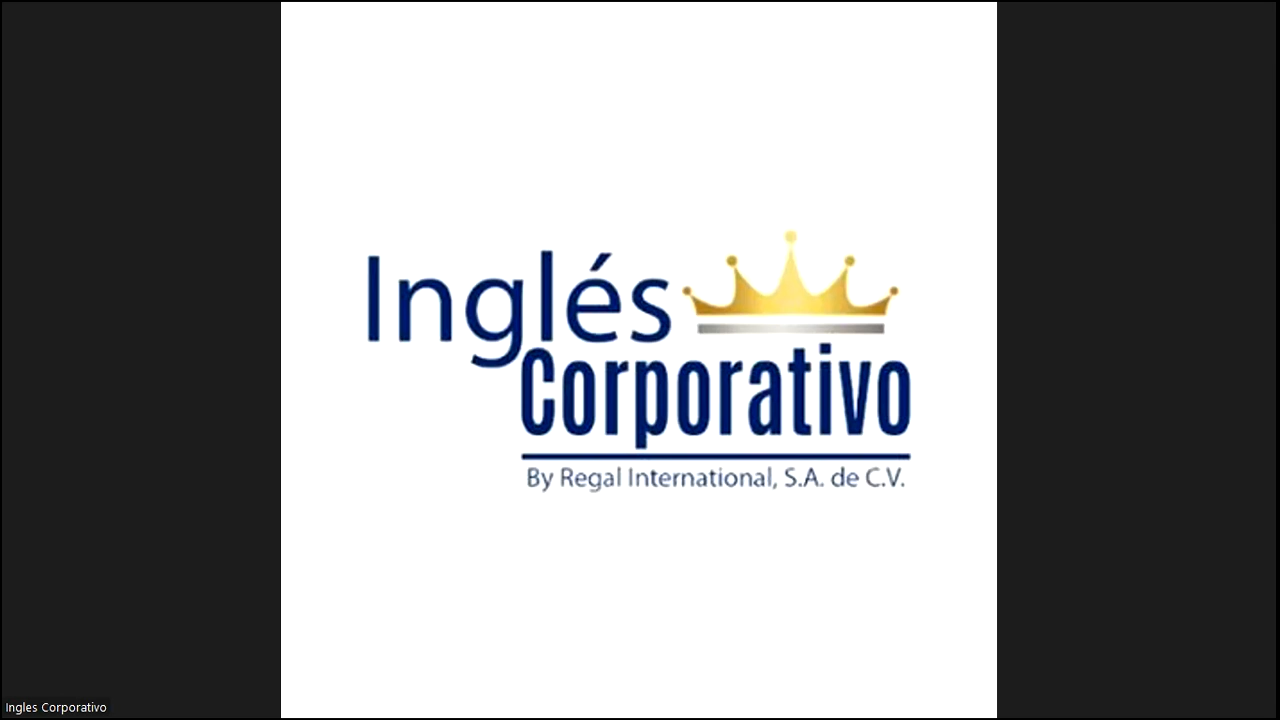 Inglés
Corporativo
By Regal International, S.A. de C.V.
Ingles Corporativo